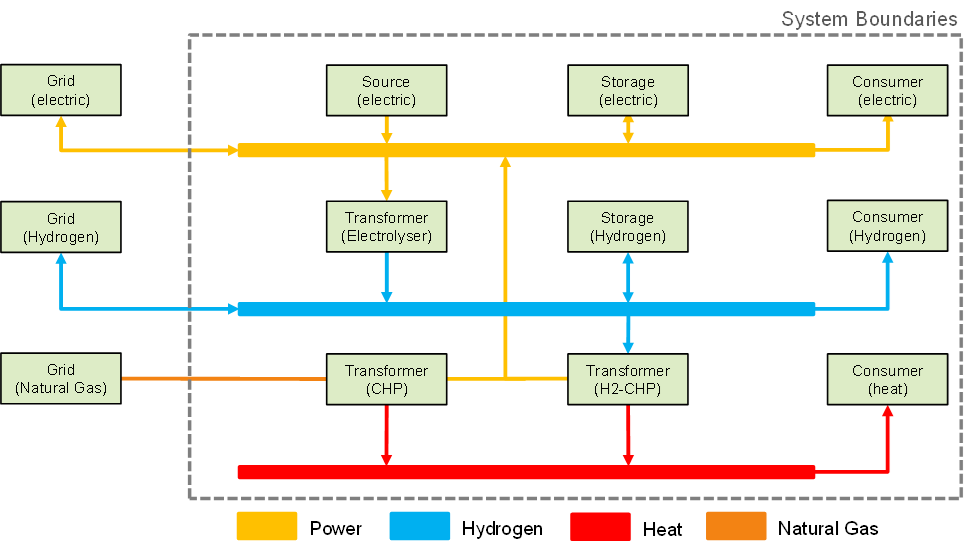 System Boundaries
Grid
(electric)
Source
(electric)
Storage
(electric)
Consumer
(electric)
Grid
(Hydrogen)
Transformer
(Electrolyser)
Storage
(Hydrogen)
Consumer
(Hydrogen)
Grid
(Natural Gas)
Transformer
(CHP)
Transformer
(H2-CHP)
Consumer
(heat)
Power
Hydrogen
Heat
Natural Gas